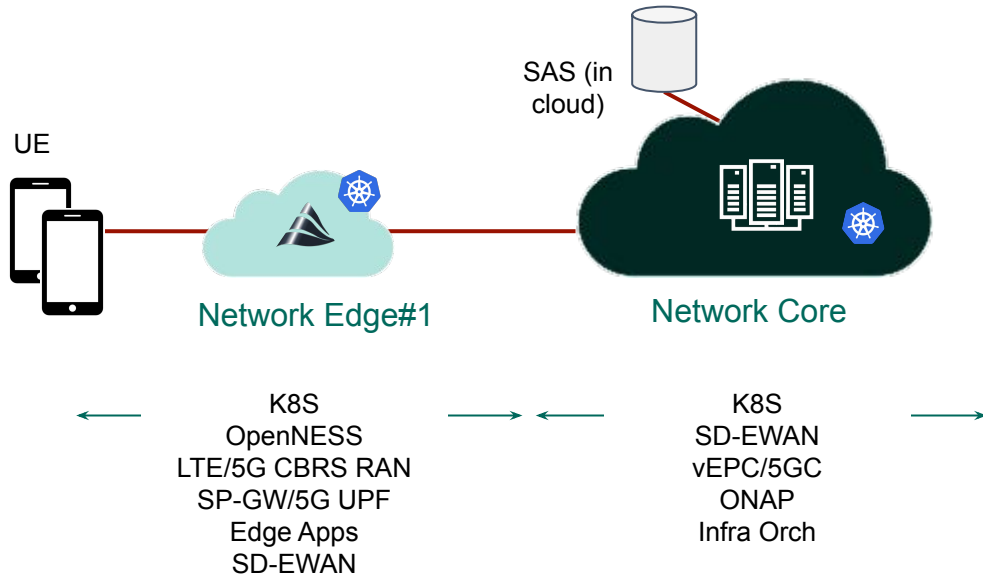 SAS (in
cloud)
UE
Network Edge#1
Network Core
K8S
OpenNESS
LTE/5G CBRS RAN
SP-GW/5G UPF
Edge Apps
SD-EWAN
K8S
SD-EWAN
vEPC/5GC
ONAP
Infra Orch